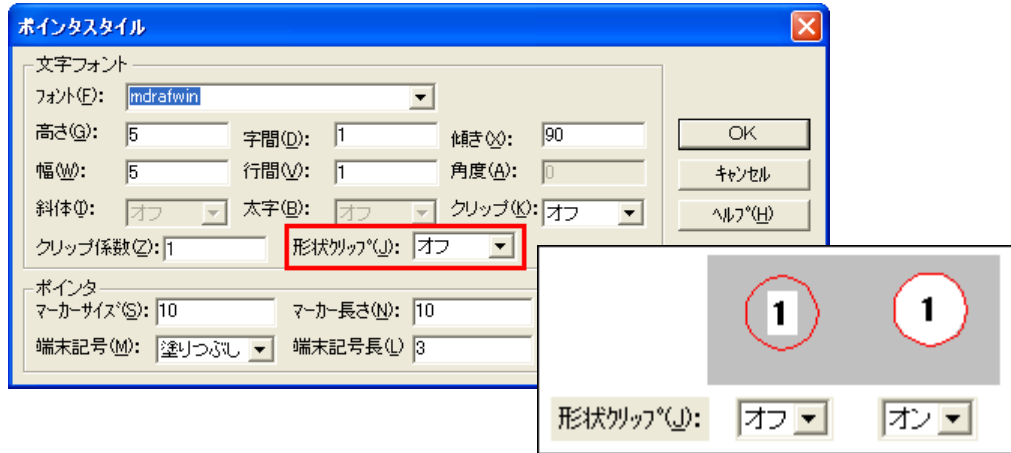 ポインタスタイル
文字フォント
フォント(F): mdrafwin
高さ(G): 5 字間(D): 1 傾き(X): 90 OK
幅(W): 5 行間(V): 1 角度(A): 0 キャンセル
斜体(I): オフ 太字(B): オフ クリップ(K): オフ ヘルプ(H)
クリップ係数(Z): 1 形状クリップ(J): オフ
ポインタ
マーカーサイズ(S): 10 マーカー長さ(N): 10
端末記号(M): 塗りつぶし 端末記号長(L) 3
1 1
形状クリップ(J): オフ オン